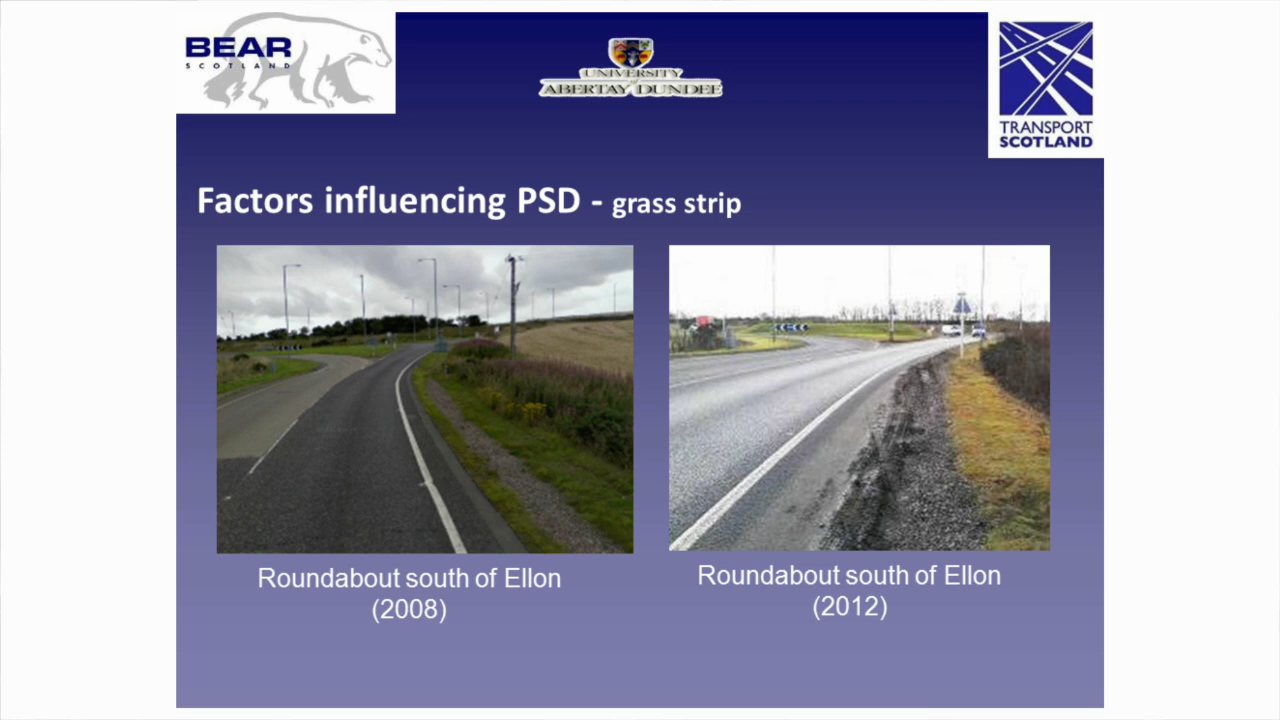 BEAR
SCOTLAND
UNIVERSITY
of
ABERTAY DUNDEE
TRANSPORT
SCOTLAND
Factors influencing PSD - grass strip
Roundabout south of Ellon
(2008)
Roundabout south of Ellon
(2012)